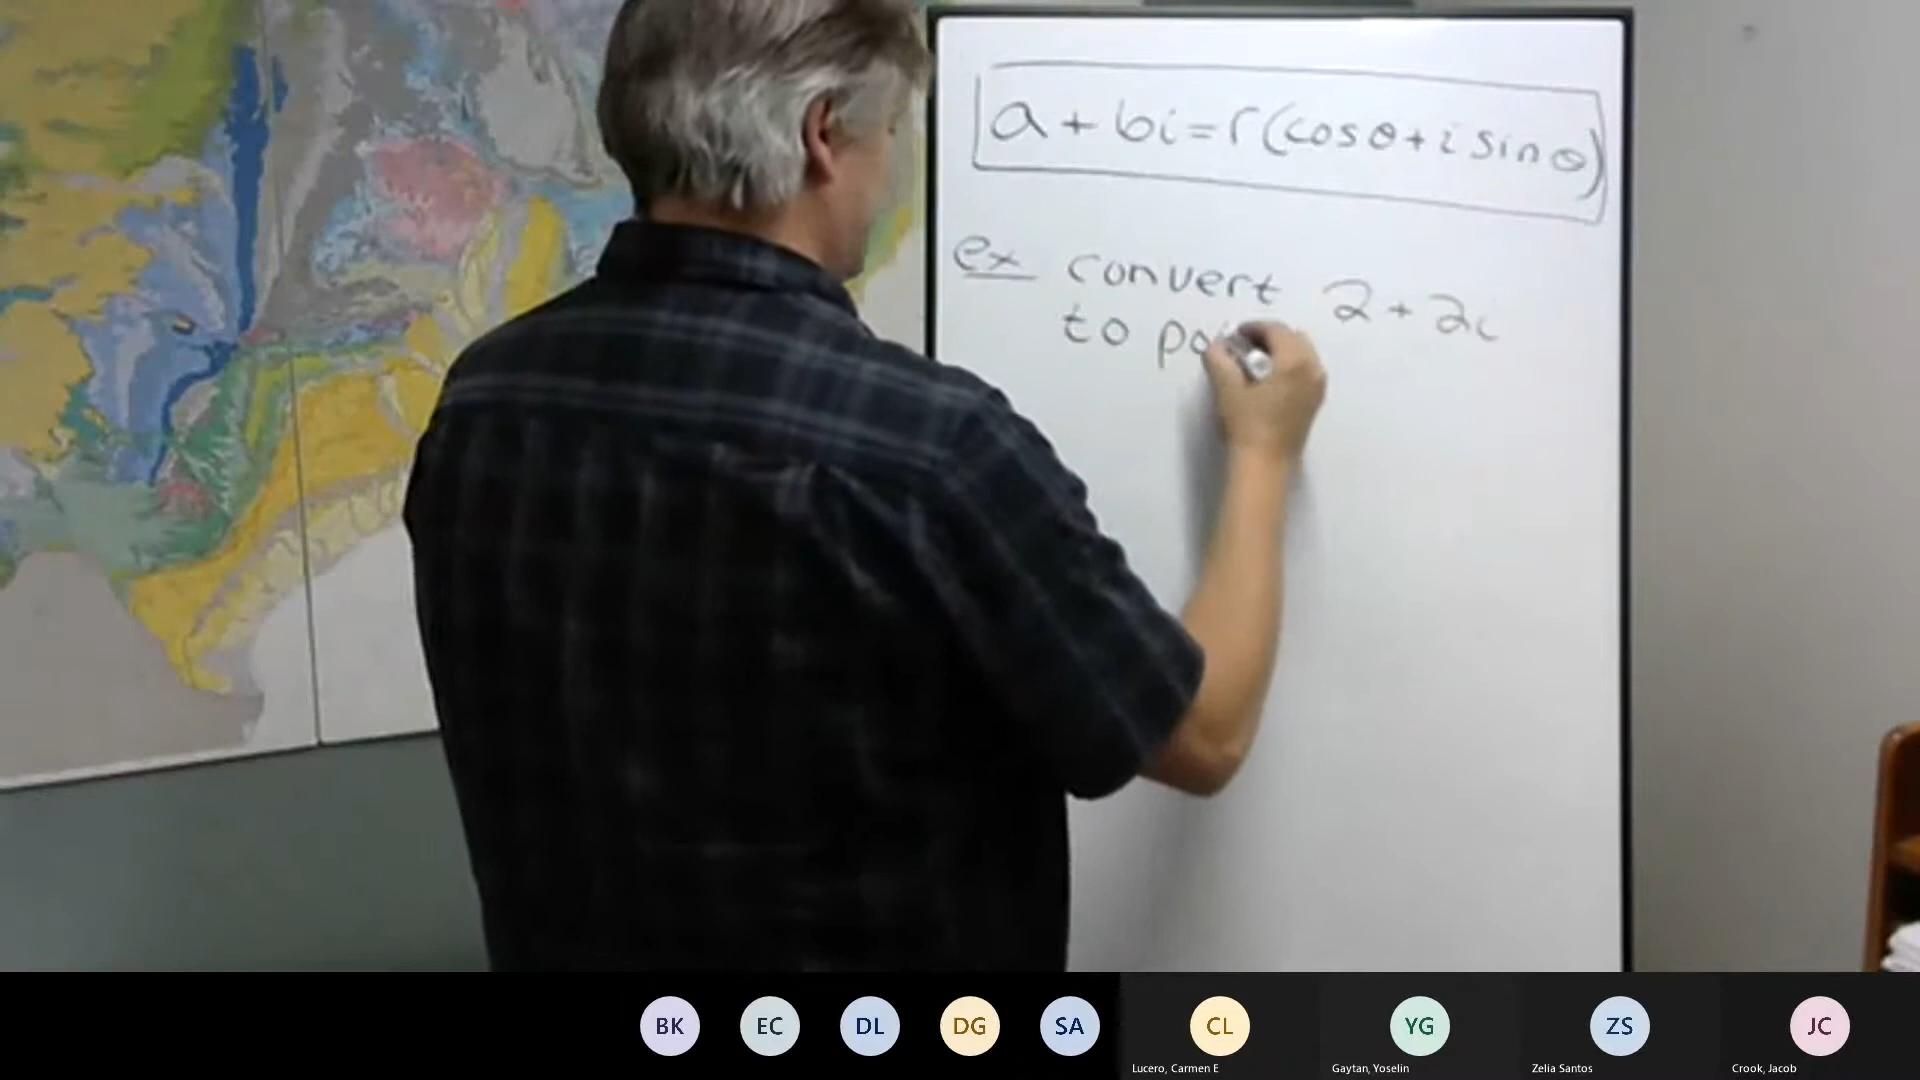 a + bi = r(cosθ + i sinθ)
ex convert 2 + 2i
to po
BK EC DL DG SA CL YG ZS JC
Lucero, Carmen E Gaytan, Yoselin Zelia Santos Crook, Jacob